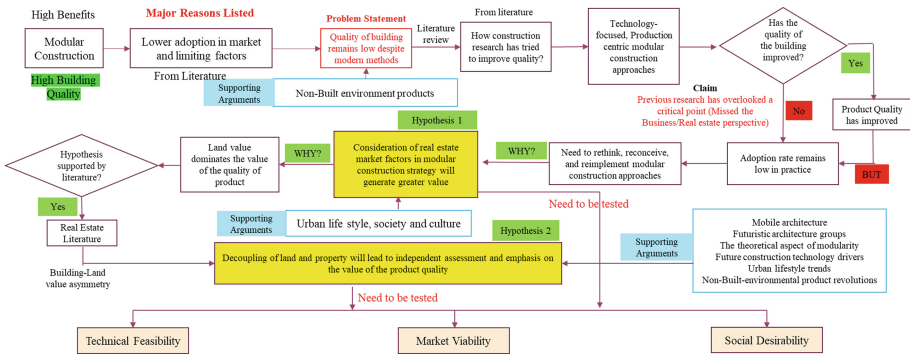 High Benefits
Modular
Construction
High Building
Quality
Major Reasons Listed
Lower adoption in market
and limiting factors
From Literature
Problem Statement
Quality of building
remains low despite
modern methods
Supporting
Arguments
Non-Built environment products
Literature
review
From literature
How construction
research has tried
to improve quality?
Technology-
focused, Production
centric modular
construction
approaches
Has the
quality of
the building
improved?
Yes
Product Quality
has improved
BUT
No
Claim
Previous research has overlooked a
critical point (Missed the
Business/Real estate perspective)
Adoption rate remains
low in practice
Need to rethink, reconceive,
and reimplement modular
construction approaches
WHY?
Hypothesis 1
Consideration of real estate
market factors in modular
construction strategy will
generate greater value
WHY?
Land value
dominates the value
of the quality of
product
Hypothesis
supported by
literature?
Yes
Real Estate
Literature
Building-Land
value asymmetry
Supporting
Arguments
Urban life style, society and culture
Need to be tested
Hypothesis 2
Decoupling of land and property will lead to independent assessment and emphasis on
the value of the product quality
Supporting
Arguments
Mobile architecture
Futuristic architecture groups
The theoretical aspect of modularity
Future construction technology drivers
Urban lifestyle trends
Non-Built-environmental product revolutions
Need to be tested
Technical Feasibility
Market Viability
Social Desirability